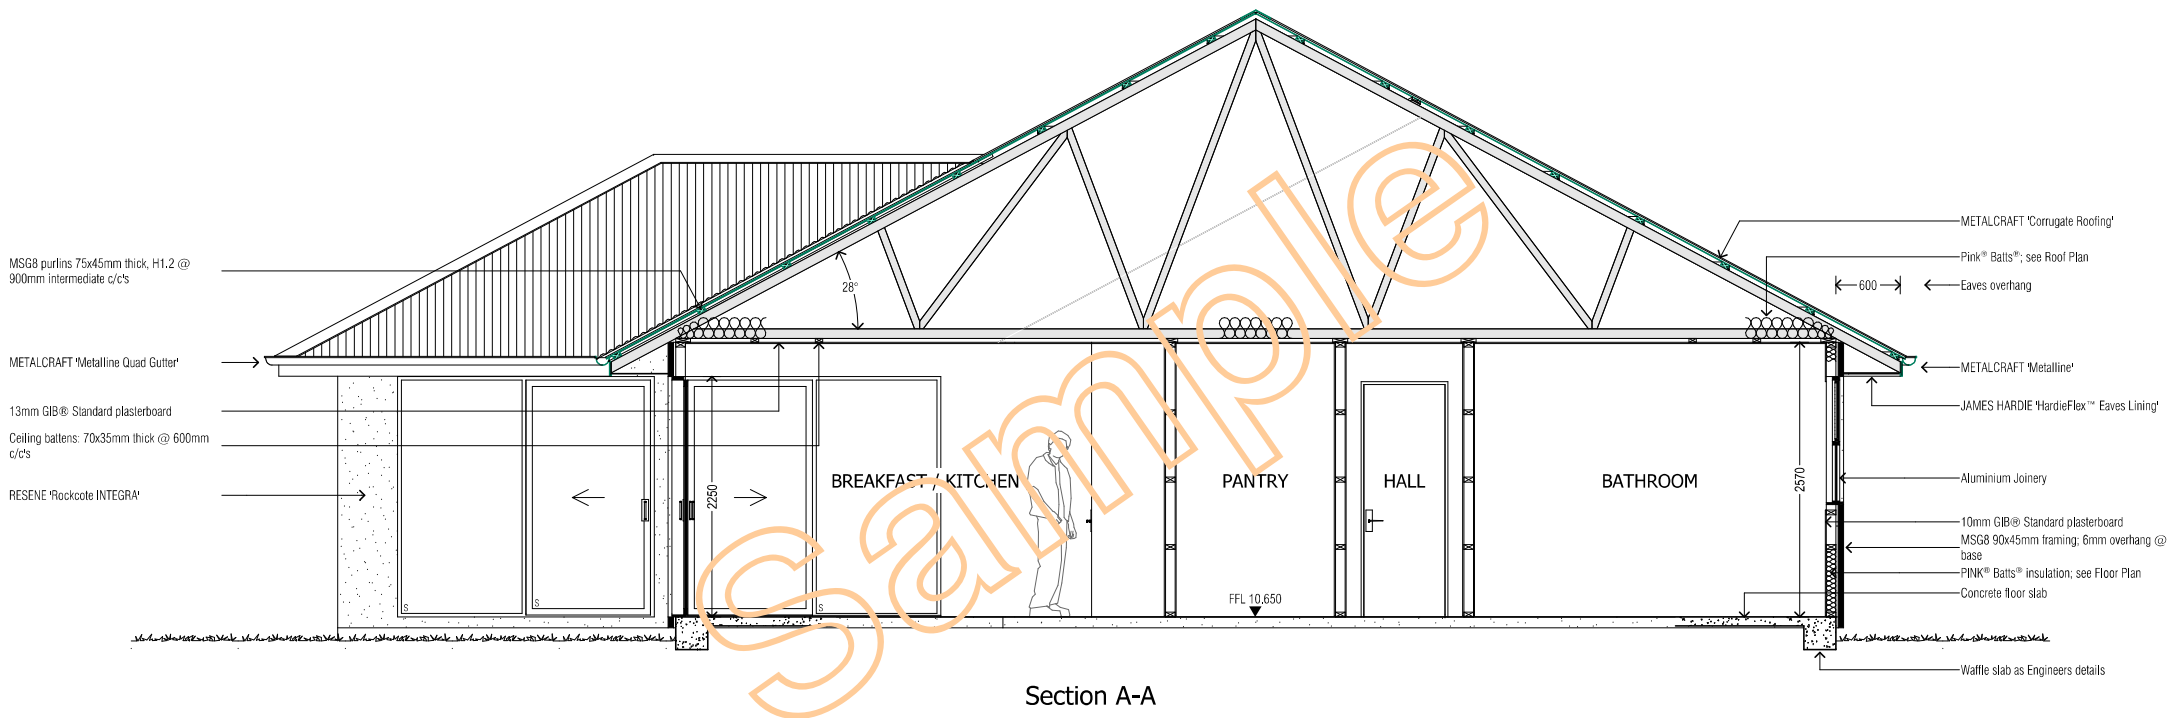 METALCRAFT 'Corrugate Roofing'
Pink® Batts®; see Roof Plan
MSG8 purlins 75x45mm thick, H1.2 @
900mm intermediate c/c's
28°
600
Eaves overhang
METALCRAFT 'Metalline Quad Gutter'
METALCRAFT 'Metalline'
13mm GIB® Standard plasterboard
JAMES HARDIE 'HardieFlex™ Eaves Lining'
Ceiling battens: 70x35mm thick @ 600mm
c/c's
RESENE 'Rockcote INTEGRA'
2250
BREAKFAST / KITCHEN
PANTRY
HALL
BATHROOM
2570
Aluminium Joinery
10mm GIB® Standard plasterboard
MSG8 90x45mm framing; 6mm overhang @
base
PINK® Batts® insulation; see Floor Plan
Concrete floor slab
S
S
S
FFL 10.650
Waffle slab as Engineers details
Section A-A
Sample